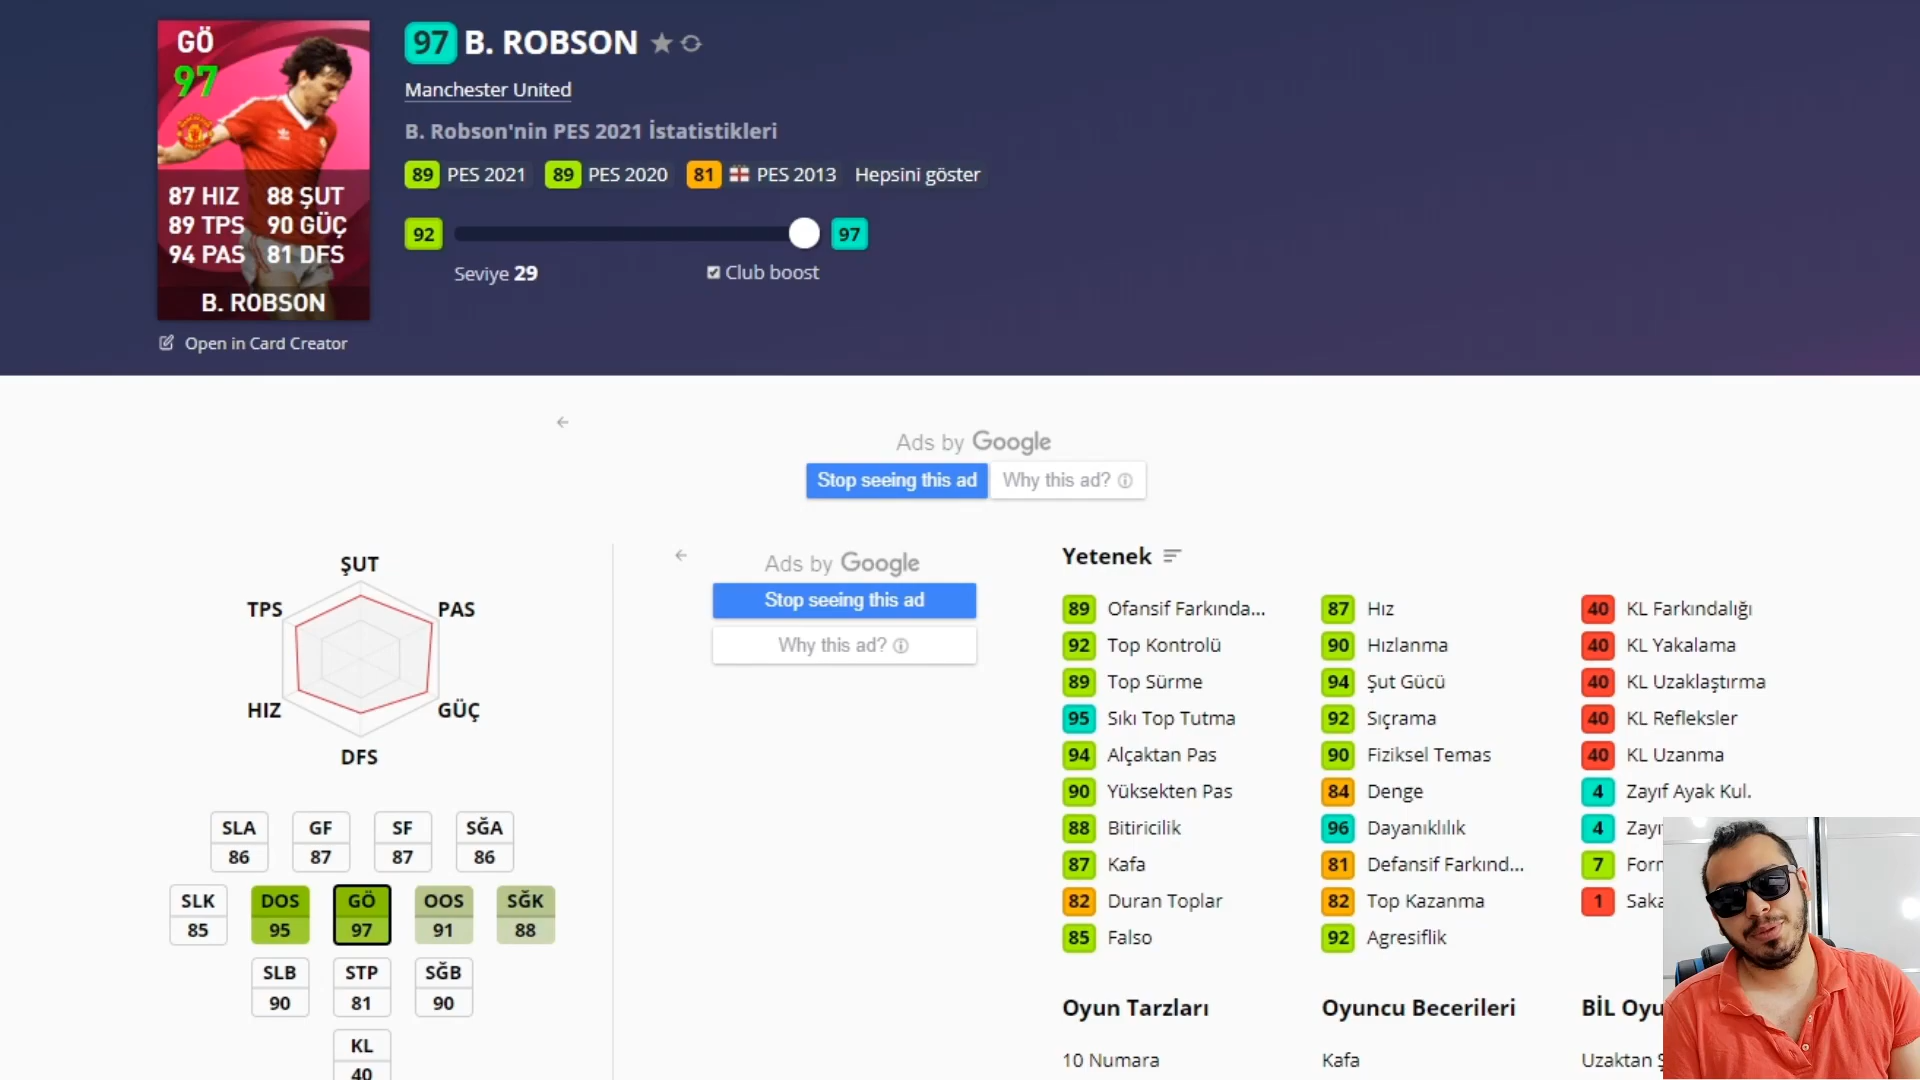 GÖ
97
87 HIZ 88 ŞUT
89 TPS 90 GÜÇ
94 PAS 81 DFS
B. ROBSON
Open in Card Creator
97 B. ROBSON
Manchester United
B. Robson'nin PES 2021 İstatistikleri
89 PES 2021 89 PES 2020 81 PES 2013 Hepsini göster
92 97
Seviye 29 Club boost
Ads by Google
Stop seeing this ad Why this ad?
ŞUT
TPS PAS
HIZ GÜÇ
DFS
SLA GF SF SĞA
86 87 87 86
SLK DOS GÖ OOS SĞK
85 95 97 91 88
SLB STP SĞB
90 81 90
KL
40
Ads by Google
Stop seeing this ad
Why this ad?
Yetenek
89 Ofansif Farkında...
92 Top Kontrolü
89 Top Sürme
95 Sıkı Top Tutma
94 Alçaktan Pas
90 Yüksekten Pas
88 Bitiricilik
87 Kafa
82 Duran Toplar
85 Falso
87 Hız
90 Hızlanma
94 Şut Gücü
92 Sıçrama
90 Fiziksel Temas
84 Denge
96 Dayanıklılık
81 Defansif Farkınd...
82 Top Kazanma
92 Agresiflik
40 KL Farkındalığı
40 KL Yakalama
40 KL Uzaklaştırma
40 KL Refleksler
40 KL Uzanma
4 Zayıf Ayak Kul.
4 Zayı
7 Forn
1 Saka
Oyun Tarzları
10 Numara
Oyuncu Becerileri
Kafa
BİL Oyu
Uzaktan Ş